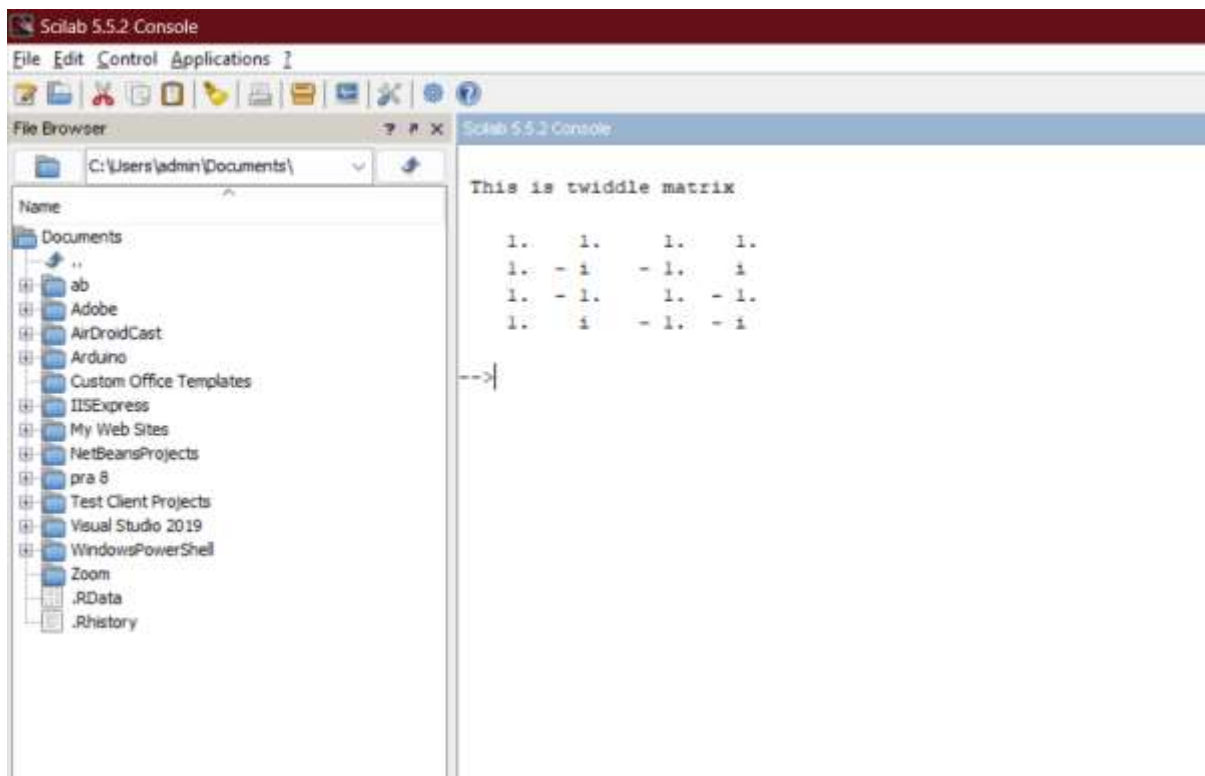 Scilab 5.5.2 Console
File Edit Control Applications ?
File Browser ? X
C:\Users\admin\Documents\
Name
Documents
..
ab
Adobe
AirDroidCast
Arduino
Custom Office Templates
IISExpress
My Web Sites
NetBeansProjects
pra 8
Test Client Projects
Visual Studio 2019
WindowsPowerShell
Zoom
.RData
.Rhistory
Scilab 5.5.2 Console
This is twiddle matrix
1. 1. 1. 1.
1. - i - 1. i
1. - 1. 1. - 1.
1. i - 1. - i
-->